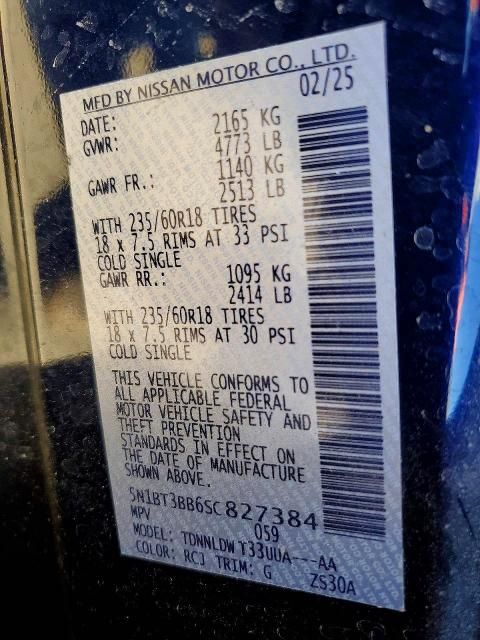 MFD BY NISSAN MOTOR CO., LTD.
DATE: 02/25
GVWR: 2165 KG
4773 LB
GAWR FR.: 1140 KG
2513 LB
WITH 235/60R18 TIRES
18 x 7.5 RIMS AT 33 PSI
COLD SINGLE
GAWR RR.: 1095 KG
2414 LB
WITH 235/60R18 TIRES
18 x 7.5 RIMS AT 30 PSI
COLD SINGLE
THIS VEHICLE CONFORMS TO
ALL APPLICABLE FEDERAL
MOTOR VEHICLE SAFETY AND
THEFT PREVENTION
STANDARDS IN EFFECT ON
THE DATE OF MANUFACTURE
SHOWN ABOVE.
5N1BT3BB6SC827384
MPV 059
MODEL: TDNNLDW T33UUA---AA
COLOR: RCJ TRIM: G ZS30A